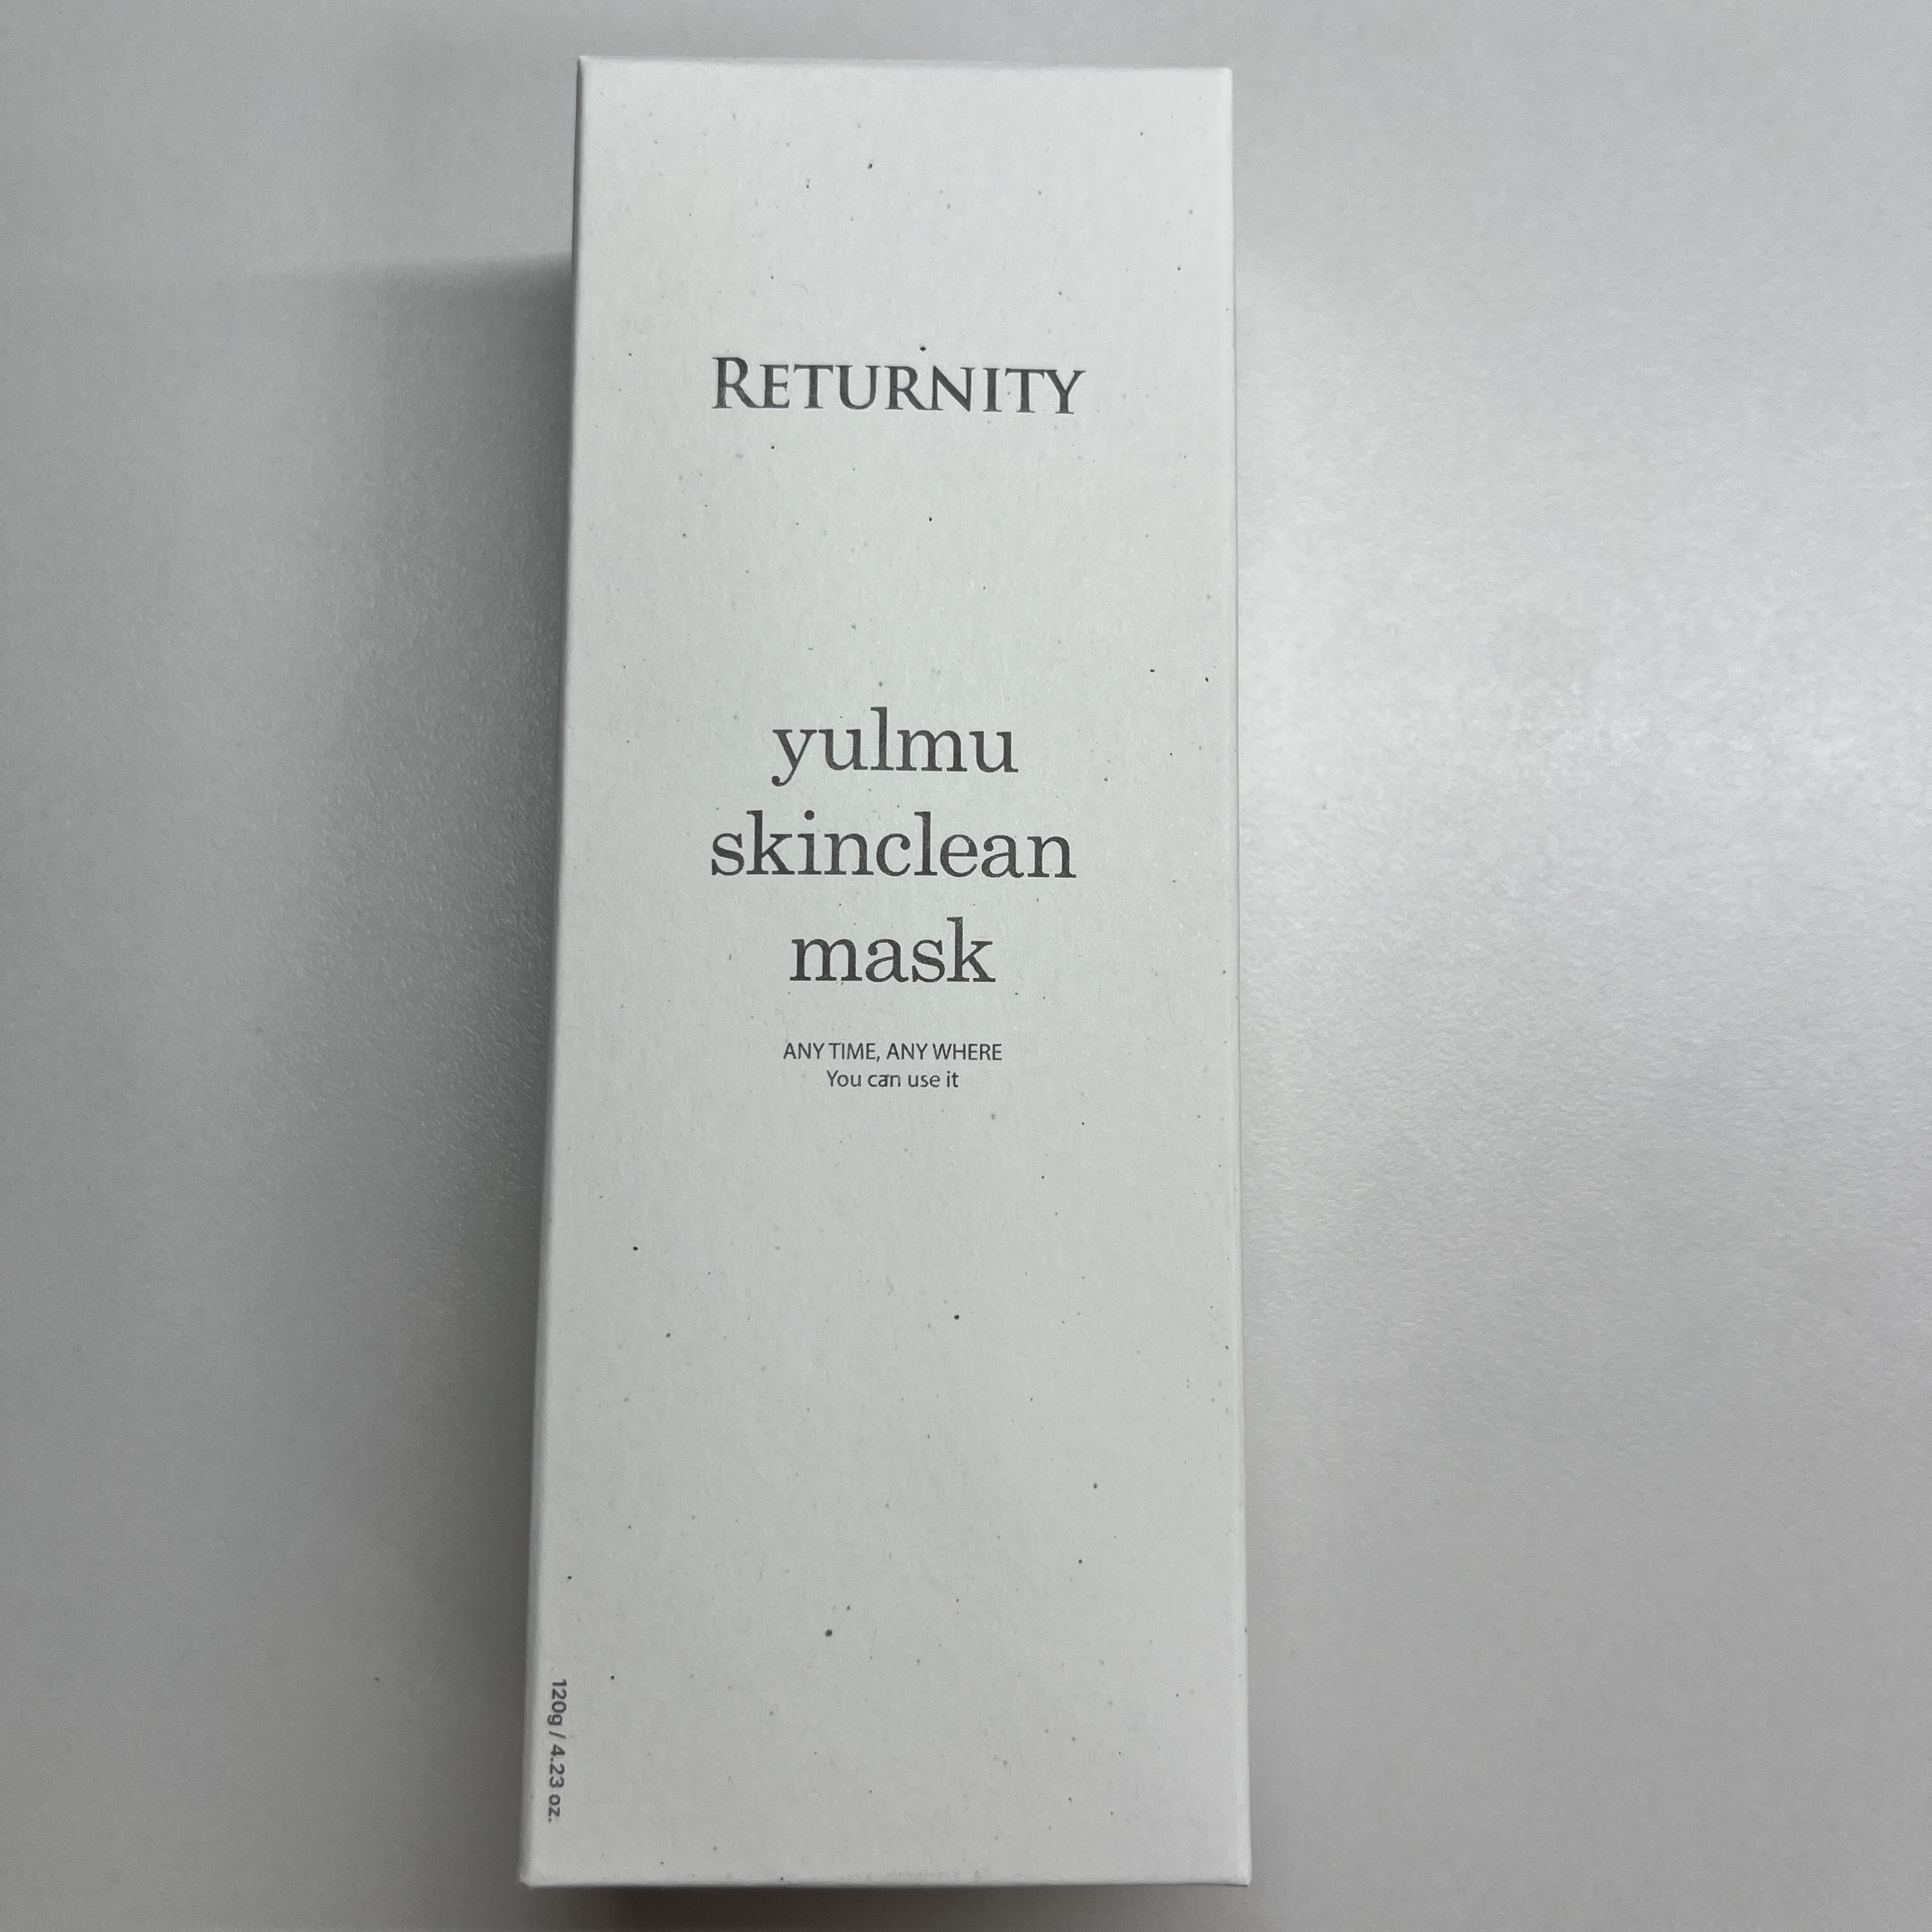 RETURNITY
yulmu
skinclean
mask
ANY TIME, ANY WHERE
You can use it
120g / 4.23 oz.